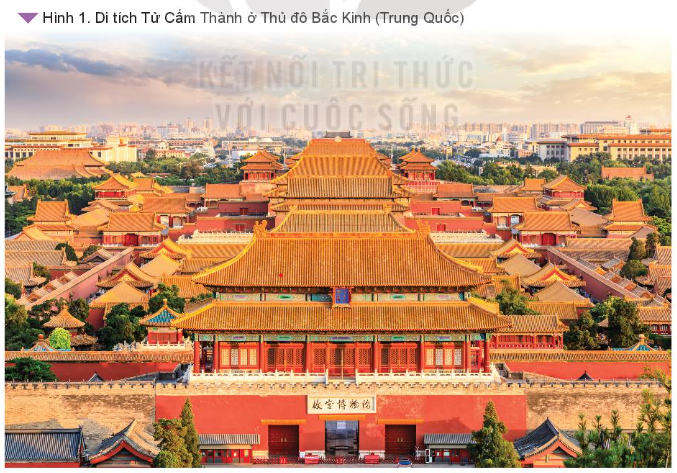 Hình 1. Di tích Tử Cấm Thành ở Thủ đô Bắc Kinh (Trung Quốc)
KẾT NỐI TRI THỨC
VỚI CUỘC SỐNG
故宫博物院